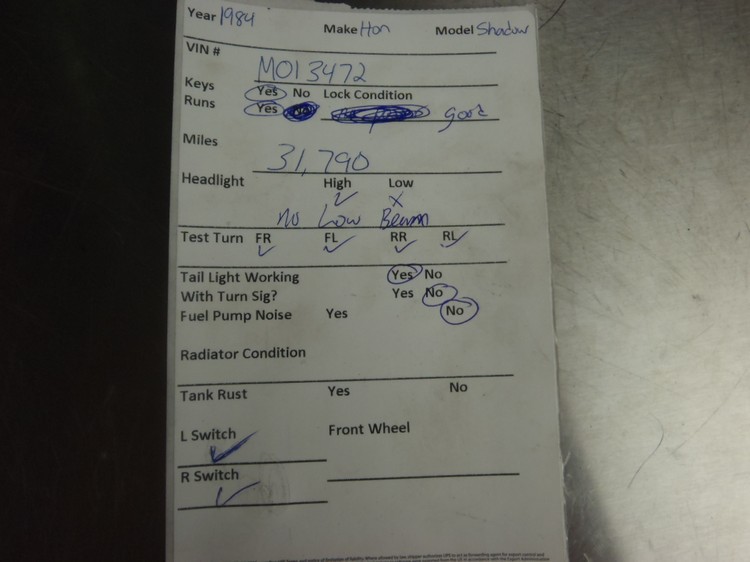 Year 1984 Make Hon Model Shadow
VIN #
M013472
Keys Yes No Lock Condition
Runs Yes No good
Miles
31,790
Headlight High Low
✓ x
no Low Beamm
Test Turn FR FL RR RL
Tail Light Working Yes No
With Turn Sig? Yes No
Fuel Pump Noise Yes No
Radiator Condition
Tank Rust Yes No
L Switch Front Wheel
R Switch